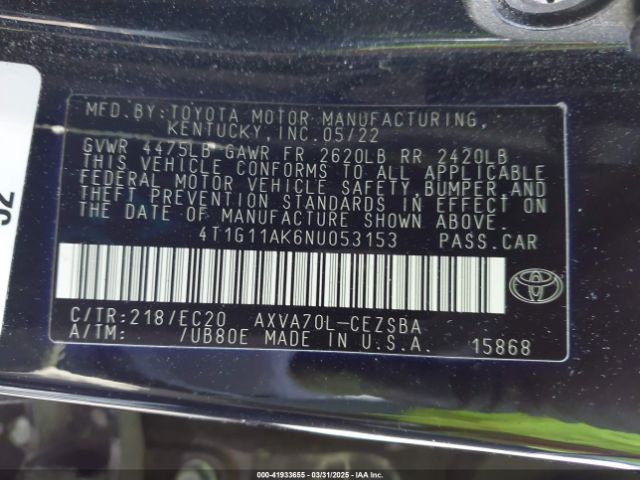 MFD.BY:TOYOTA MOTOR MANUFACTURING,
KENTUCKY, INC. 05/22
GVWR 4475LB GAWR FR 2620LB RR 2420LB
THIS VEHICLE CONFORMS TO ALL APPLICABLE
FEDERAL MOTOR VEHICLE SAFETY,BUMPER,AND
THEFT PREVENTION STANDARDS IN EFFECT ON
THE DATE OF MANUFACTURE SHOWN ABOVE.
4T1G11AK6NU053153 PASS.CAR
C/TR:218/EC20 AXVA70L-CEZSBA
A/TM: /UB80E MADE IN U.S.A. 15868
000-41933655 - 03/31/2025 - IAAI.COM